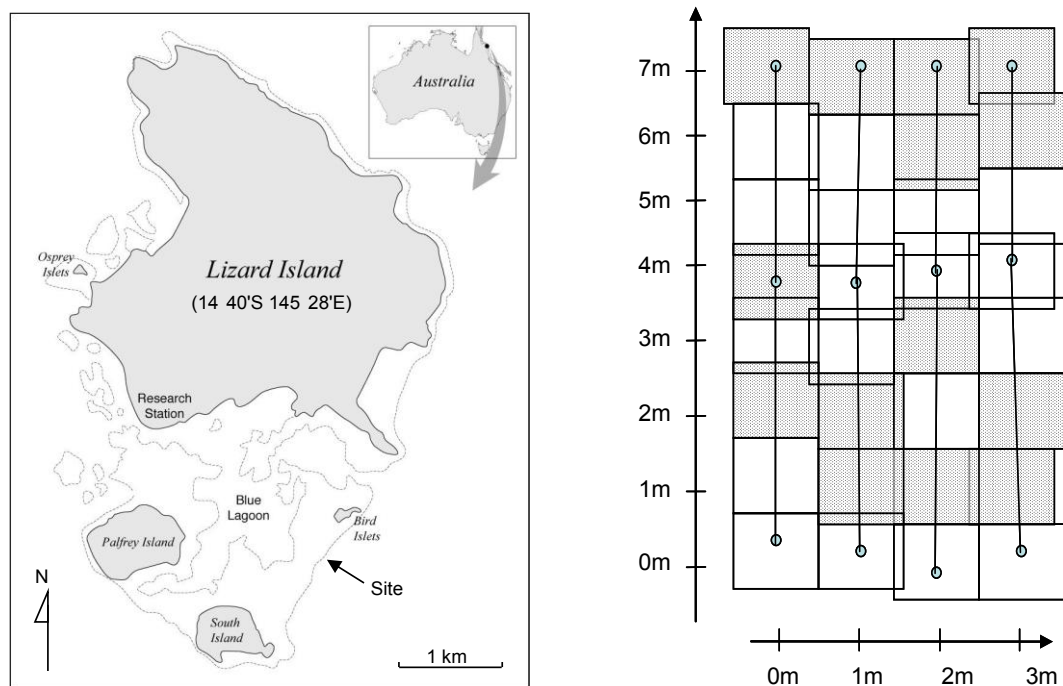 Australia
Osprey
Islets
Lizard Island
(14 40'S 145 28'E)
Research
Station
Blue
Lagoon
Bird
Islets
Palfrey Island
Site
N
South
Island
1 km
7m
6m
5m
4m
3m
2m
1m
0m
0m
1m
2m
3m